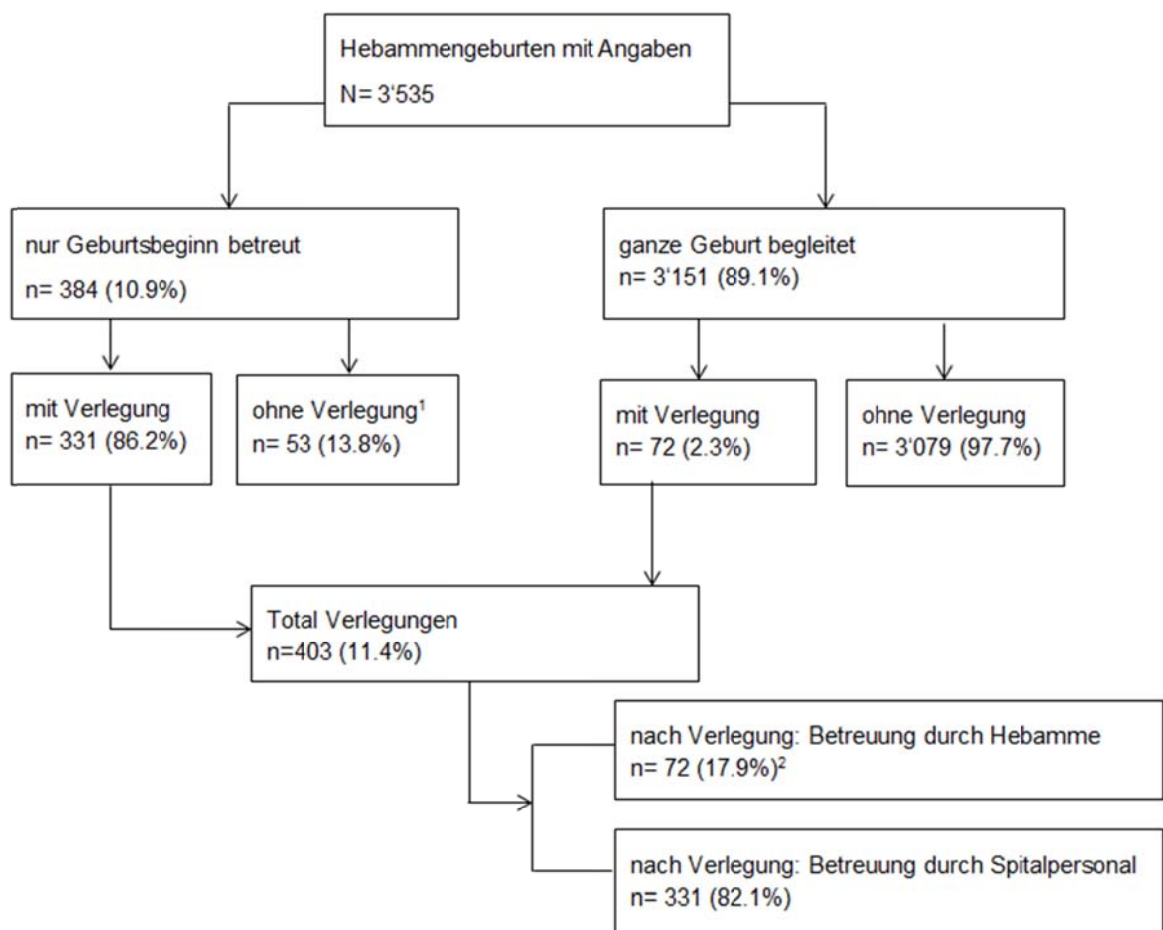 Hebammengeburten mit Angaben
N= 3‘535
nur Geburtsbeginn betreut
n= 384 (10.9%)
ganze Geburt begleitet
n= 3‘151 (89.1%)
mit Verlegung
n= 331 (86.2%)
ohne Verlegung¹
n= 53 (13.8%)
mit Verlegung
n= 72 (2.3%)
ohne Verlegung
n= 3‘079 (97.7%)
Total Verlegungen
n=403 (11.4%)
nach Verlegung: Betreuung durch Hebamme
n= 72 (17.9%)²
nach Verlegung: Betreuung durch Spitalpersonal
n= 331 (82.1%)